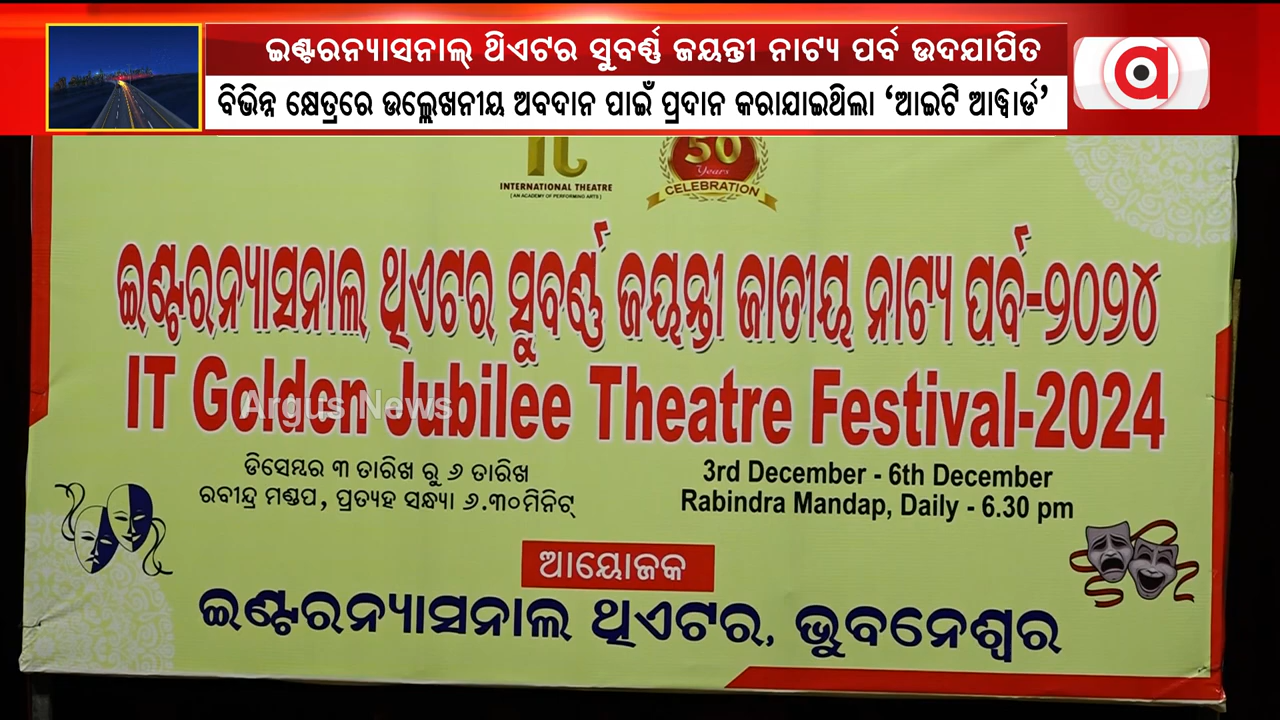 ଇଣ୍ଟରନ୍ୟାସନାଲ୍ ଥିଏଟର ସୁବର୍ଣ୍ଣ ଜୟନ୍ତୀ ନାଟ୍ୟ ପର୍ବ ଉଦଯାପିତ
ବିଭିନ୍ନ କ୍ଷେତ୍ରରେ ଉଲ୍ଲେଖନୀୟ ଅବଦାନ ପାଇଁ ପ୍ରଦାନ କରାଯାଇଥିଲା ‘ଆଇଟି ଆୱାର୍ଡ’
a
IT
INTERNATIONAL THEATRE
( AN ACADEMY OF PERFORMING ARTS )
50
Years
CELEBRATION
ଇଣ୍ଟରନ୍ୟାସନାଲ ଥିଏଟର ସୁବର୍ଣ୍ଣ ଜୟନ୍ତୀ ଜାତୀୟ ନାଟ୍ୟ ପର୍ବ-୨୦୨୪
IT Golden Jubilee Theatre Festival-2024
Argus News
ଡିସେମ୍ବର ୩ ତାରିଖ ରୁ ୬ ତାରିଖ
ରବୀନ୍ଦ୍ର ମଣ୍ଡପ, ପ୍ରତ୍ୟହ ସନ୍ଧ୍ୟା ୬.୩୦ମିନିଟ୍
3rd December - 6th December
Rabindra Mandap, Daily - 6.30 pm
ଆୟୋଜକ
ଇଣ୍ଟରନ୍ୟାସନାଲ ଥିଏଟର, ଭୁବନେଶ୍ୱର